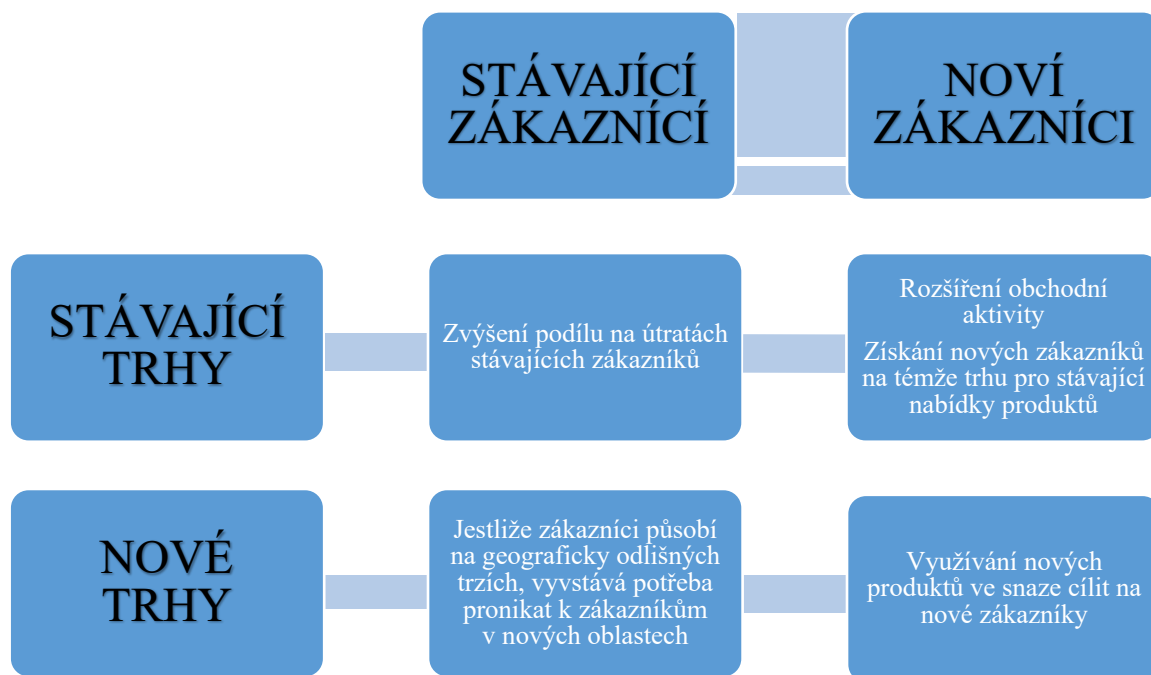 STÁVAJÍCÍ
ZÁKAZNÍCÍ
NOVÍ
ZÁKAZNÍCI
STÁVAJÍCÍ
TRHY
Zvýšení podílu na útratách
stávajících zákazníků
Rozšíření obchodní
aktivity
Získání nových zákazníků
na témže trhu pro stávající
nabídky produktů
NOVÉ
TRHY
Jestliže zákazníci působí
na geograficky odlišných
trzích, vyvstává potřeba
pronikat k zákazníkům
v nových oblastech
Využívání nových
produktů ve snaze cílit na
nové zákazníky